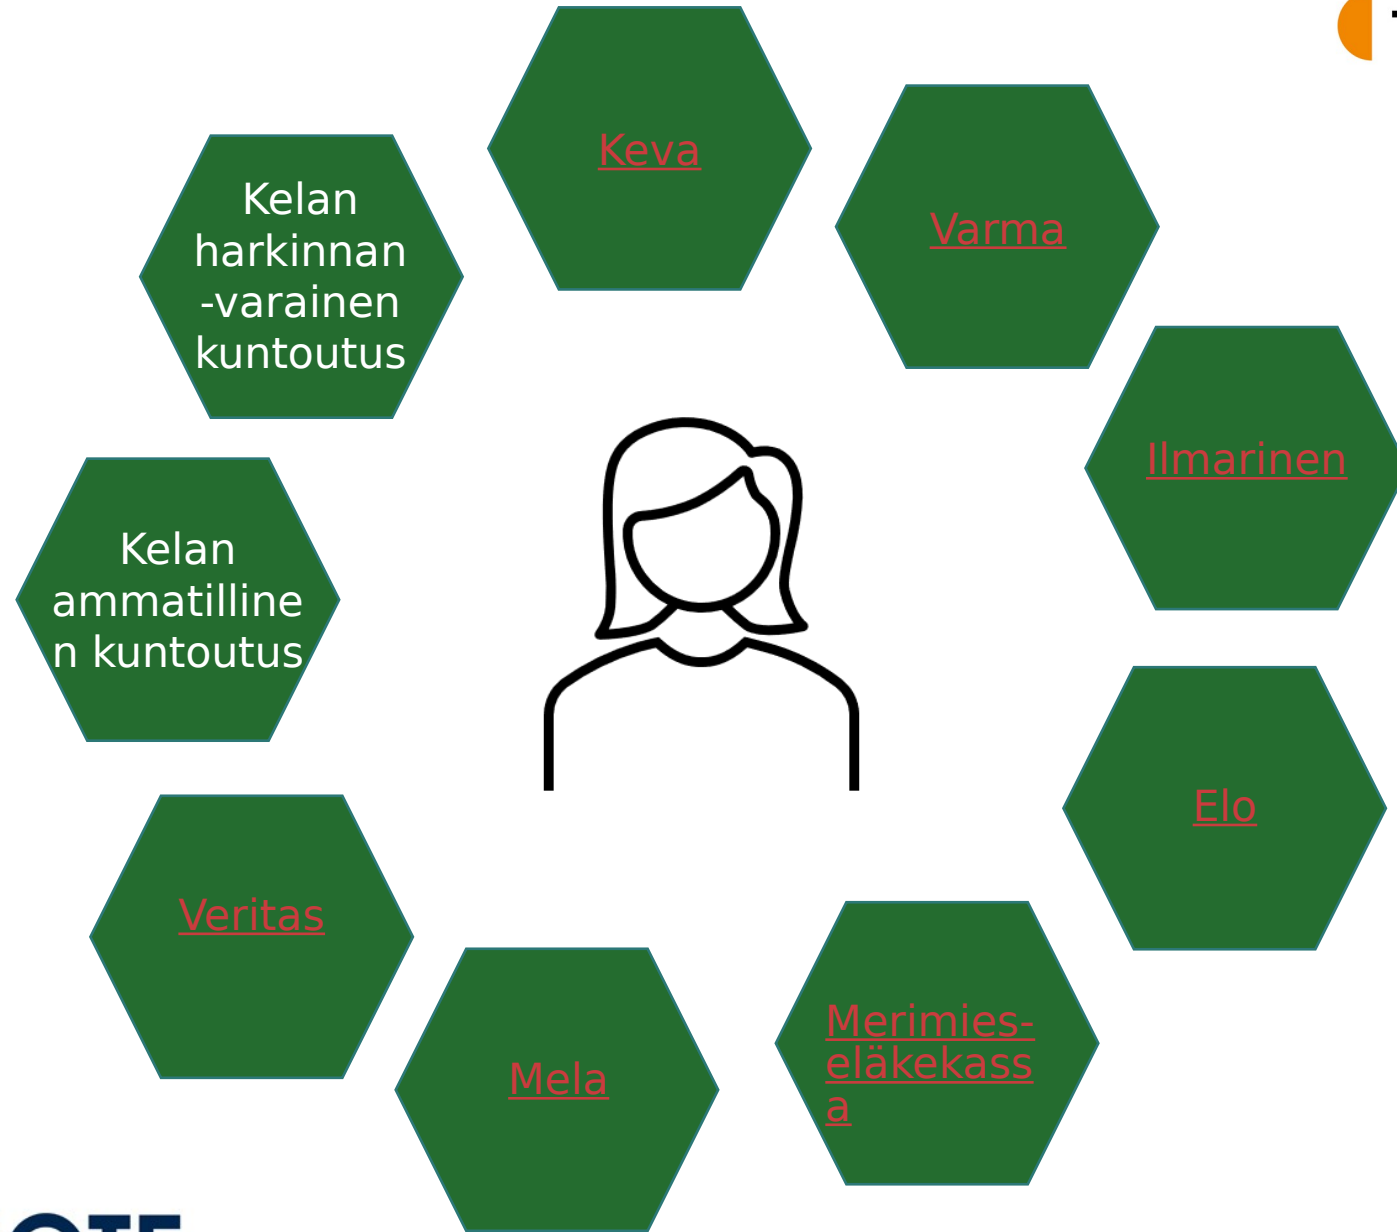 Keva
Varma
Kelan
harkinnan
-varainen
kuntoutus
Ilmarinen
Kelan
ammatilline
n kuntoutus
Elo
Veritas
Merimies-
eläkekass
a
Mela